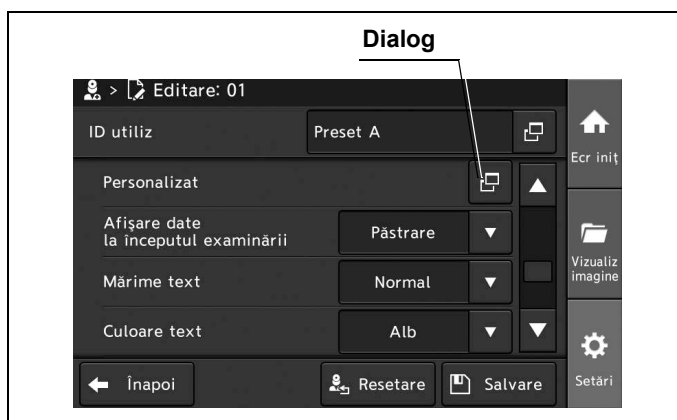 Dialog
> Editare: 01
ID utiliz Preset A
Ecr iniț
Personalizat
Afişare date
la începutul examinării
Păstrare
Vizualiz
imagine
Mărime text Normal
Culoare text Alb
Înapoi Resetare Salvare Setări